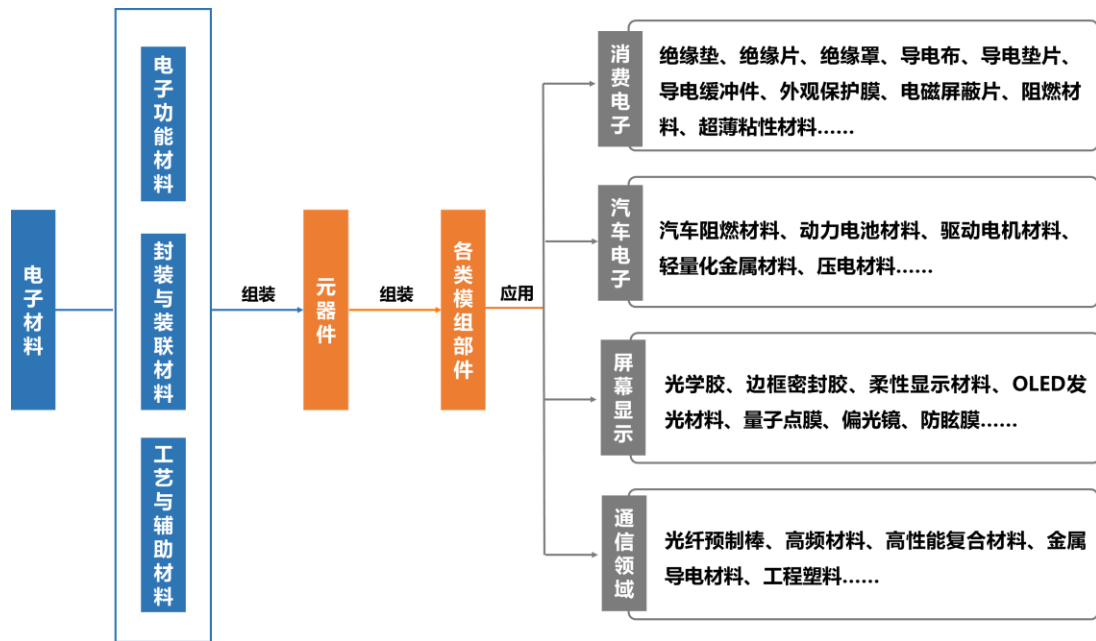 电子材料
电子功能材料
封装与装联材料
工艺与辅助材料
组装
元器件
组装
各类模组部件
应用
消费电子
绝缘垫、绝缘片、绝缘罩、导电布、导电垫片、
导电缓冲件、外观保护膜、电磁屏蔽片、阻燃材
料、超薄粘性材料......
汽车电子
汽车阻燃材料、动力电池材料、驱动电机材料、
轻量化金属材料、压电材料......
屏幕显示
光学胶、边框密封胶、柔性显示材料、OLED发
光材料、量子点膜、偏光镜、防眩膜......
通信领域
光纤预制棒、高频材料、高性能复合材料、金属
导电材料、工程塑料......